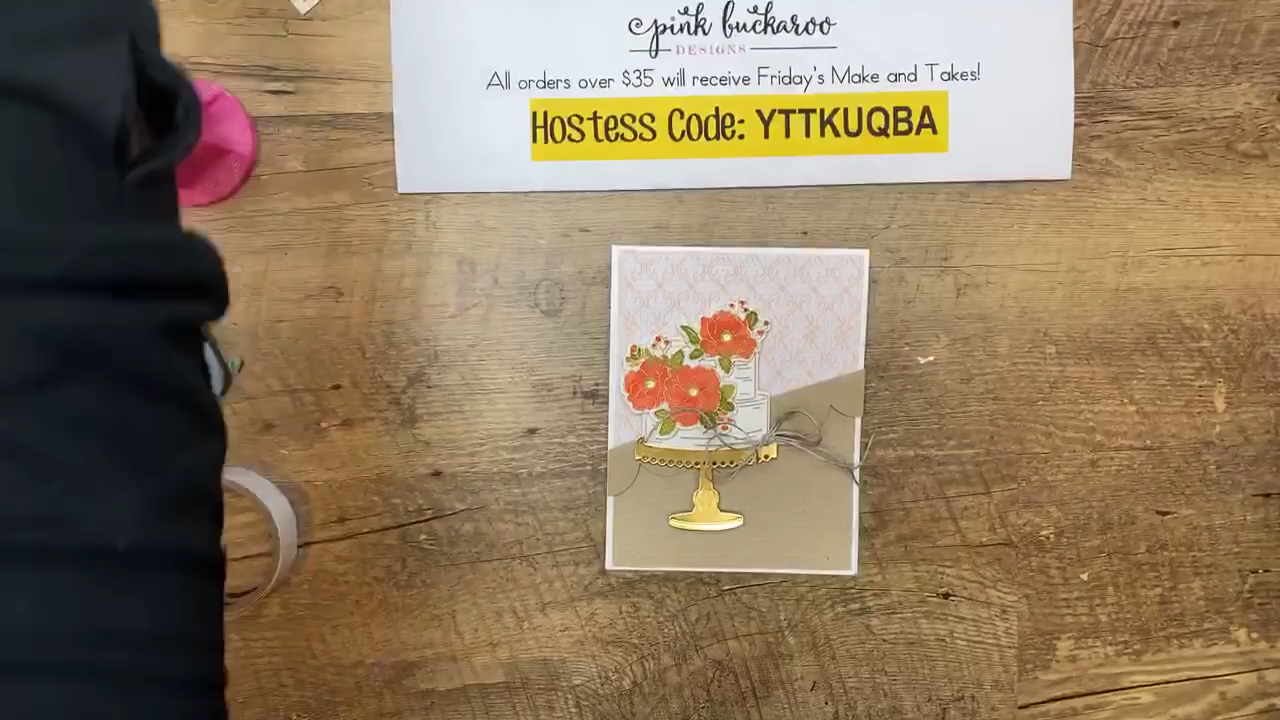 pink buckaroo
DESIGNS
All orders over $35 will receive Friday's Make and Takes!
Hostess Code: YTTKUQBA